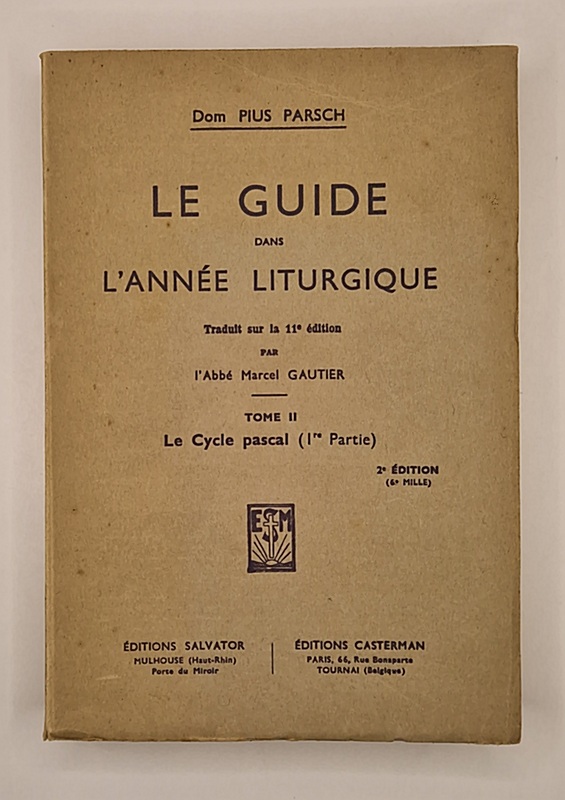 Dom PIUS PARSCH
LE GUIDE
DANS
L'ANNÉE LITURGIQUE
Traduit sur la 11e édition
PAR
l'Abbé Marcel GAUTIER
TOME II
Le Cycle pascal (1re Partie)
2e ÉDITION
(6e MILLE)
ESM
ÉDITIONS SALVATOR
MULHOUSE (Haut-Rhin)
Porte du Miroir
ÉDITIONS CASTERMAN
PARIS, 66, Rue Bonaparte
TOURNAI (Belgique)